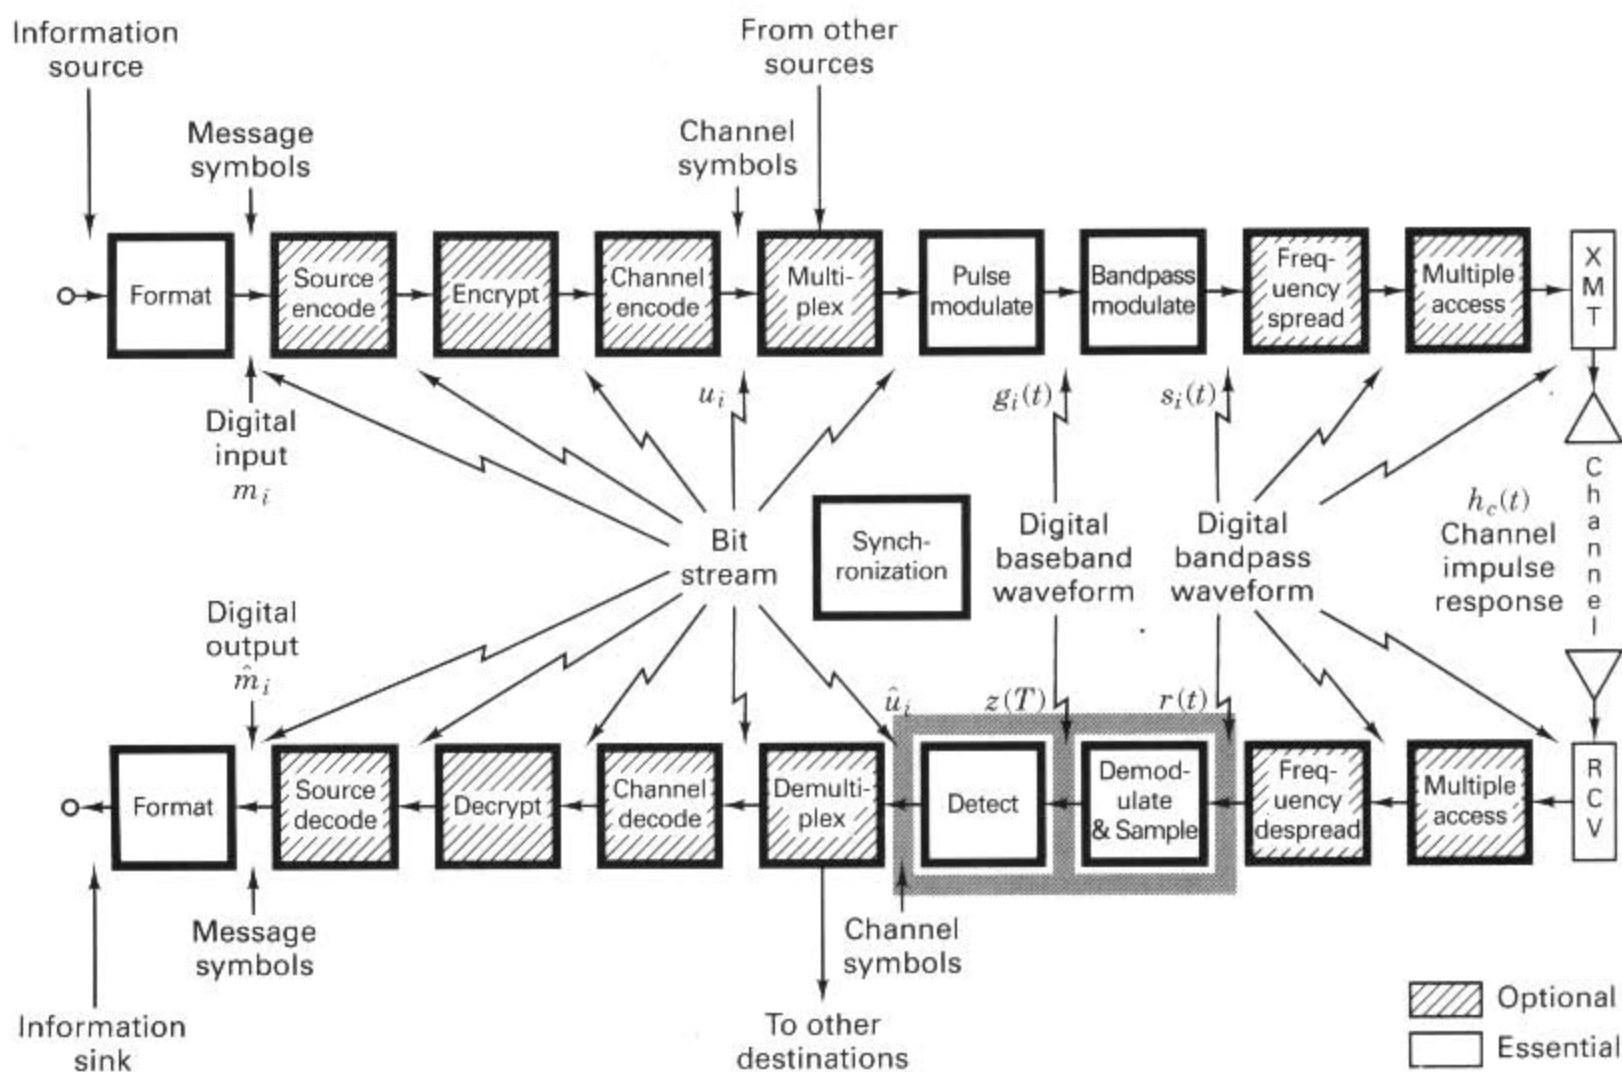 Information
source
From other
sources
Message
symbols
Channel
symbols
Format
Source
encode
Encrypt
Channel
encode
Multi-
plex
Pulse
modulate
Bandpass
modulate
Freq-
uency
spread
Multiple
access
X
M
T
Digital
input
m_i
u_i
g_i(t)
s_i(t)
Bit
stream
Synch-
ronization
Digital
baseband
waveform
Digital
bandpass
waveform
h_c(t)
Channel
impulse
response
C
h
a
n
n
e
l
Digital
output
m̂_i
û_i
z(T)
r(t)
Format
Source
decode
Decrypt
Channel
decode
Demulti-
plex
Detect
Demod-
ulate
& Sample
Freq-
uency
despread
Multiple
access
R
C
V
Message
symbols
Channel
symbols
Information
sink
To other
destinations
Optional
Essential